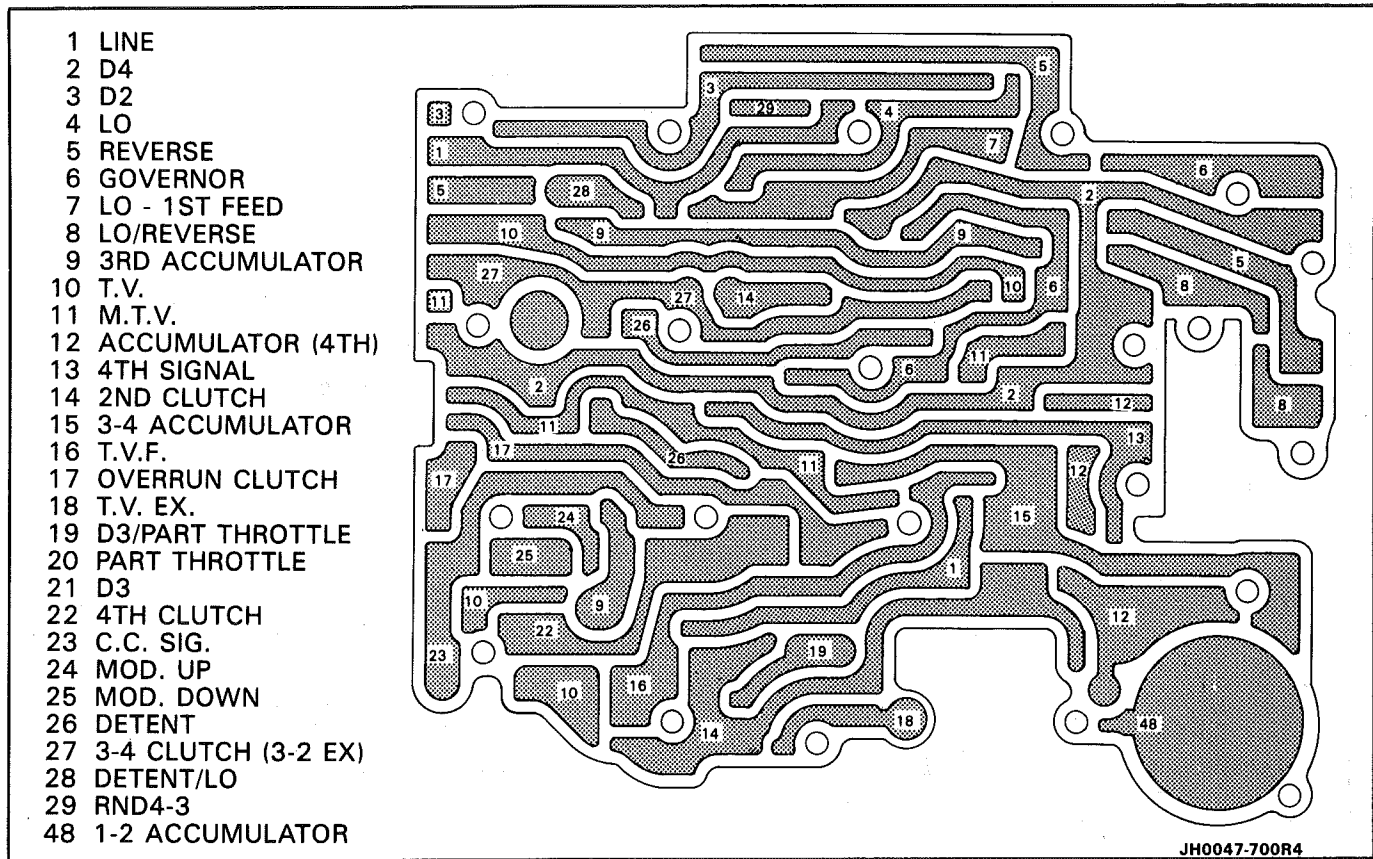 1 LINE
2 D4
3 D2
4 LO
5 REVERSE
6 GOVERNOR
7 LO - 1ST FEED
8 LO/REVERSE
9 3RD ACCUMULATOR
10 T.V.
11 M.T.V.
12 ACCUMULATOR (4TH)
13 4TH SIGNAL
14 2ND CLUTCH
15 3-4 ACCUMULATOR
16 T.V.F.
17 OVERRUN CLUTCH
18 T.V. EX.
19 D3/PART THROTTLE
20 PART THROTTLE
21 D3
22 4TH CLUTCH
23 C.C. SIG.
24 MOD. UP
25 MOD. DOWN
26 DETENT
27 3-4 CLUTCH (3-2 EX)
28 DETENT/LO
29 RND4-3
48 1-2 ACCUMULATOR
5
3
29
3
4
1
7
6
5
28
2
10
9
9
5
27
27
14
10
6
8
11
26
11
6
2
2
12
8
11
13
17
26
11
12
17
24
15
25
1
10
9
12
22
19
23
16
10
14
18
48
JH0047-700R4